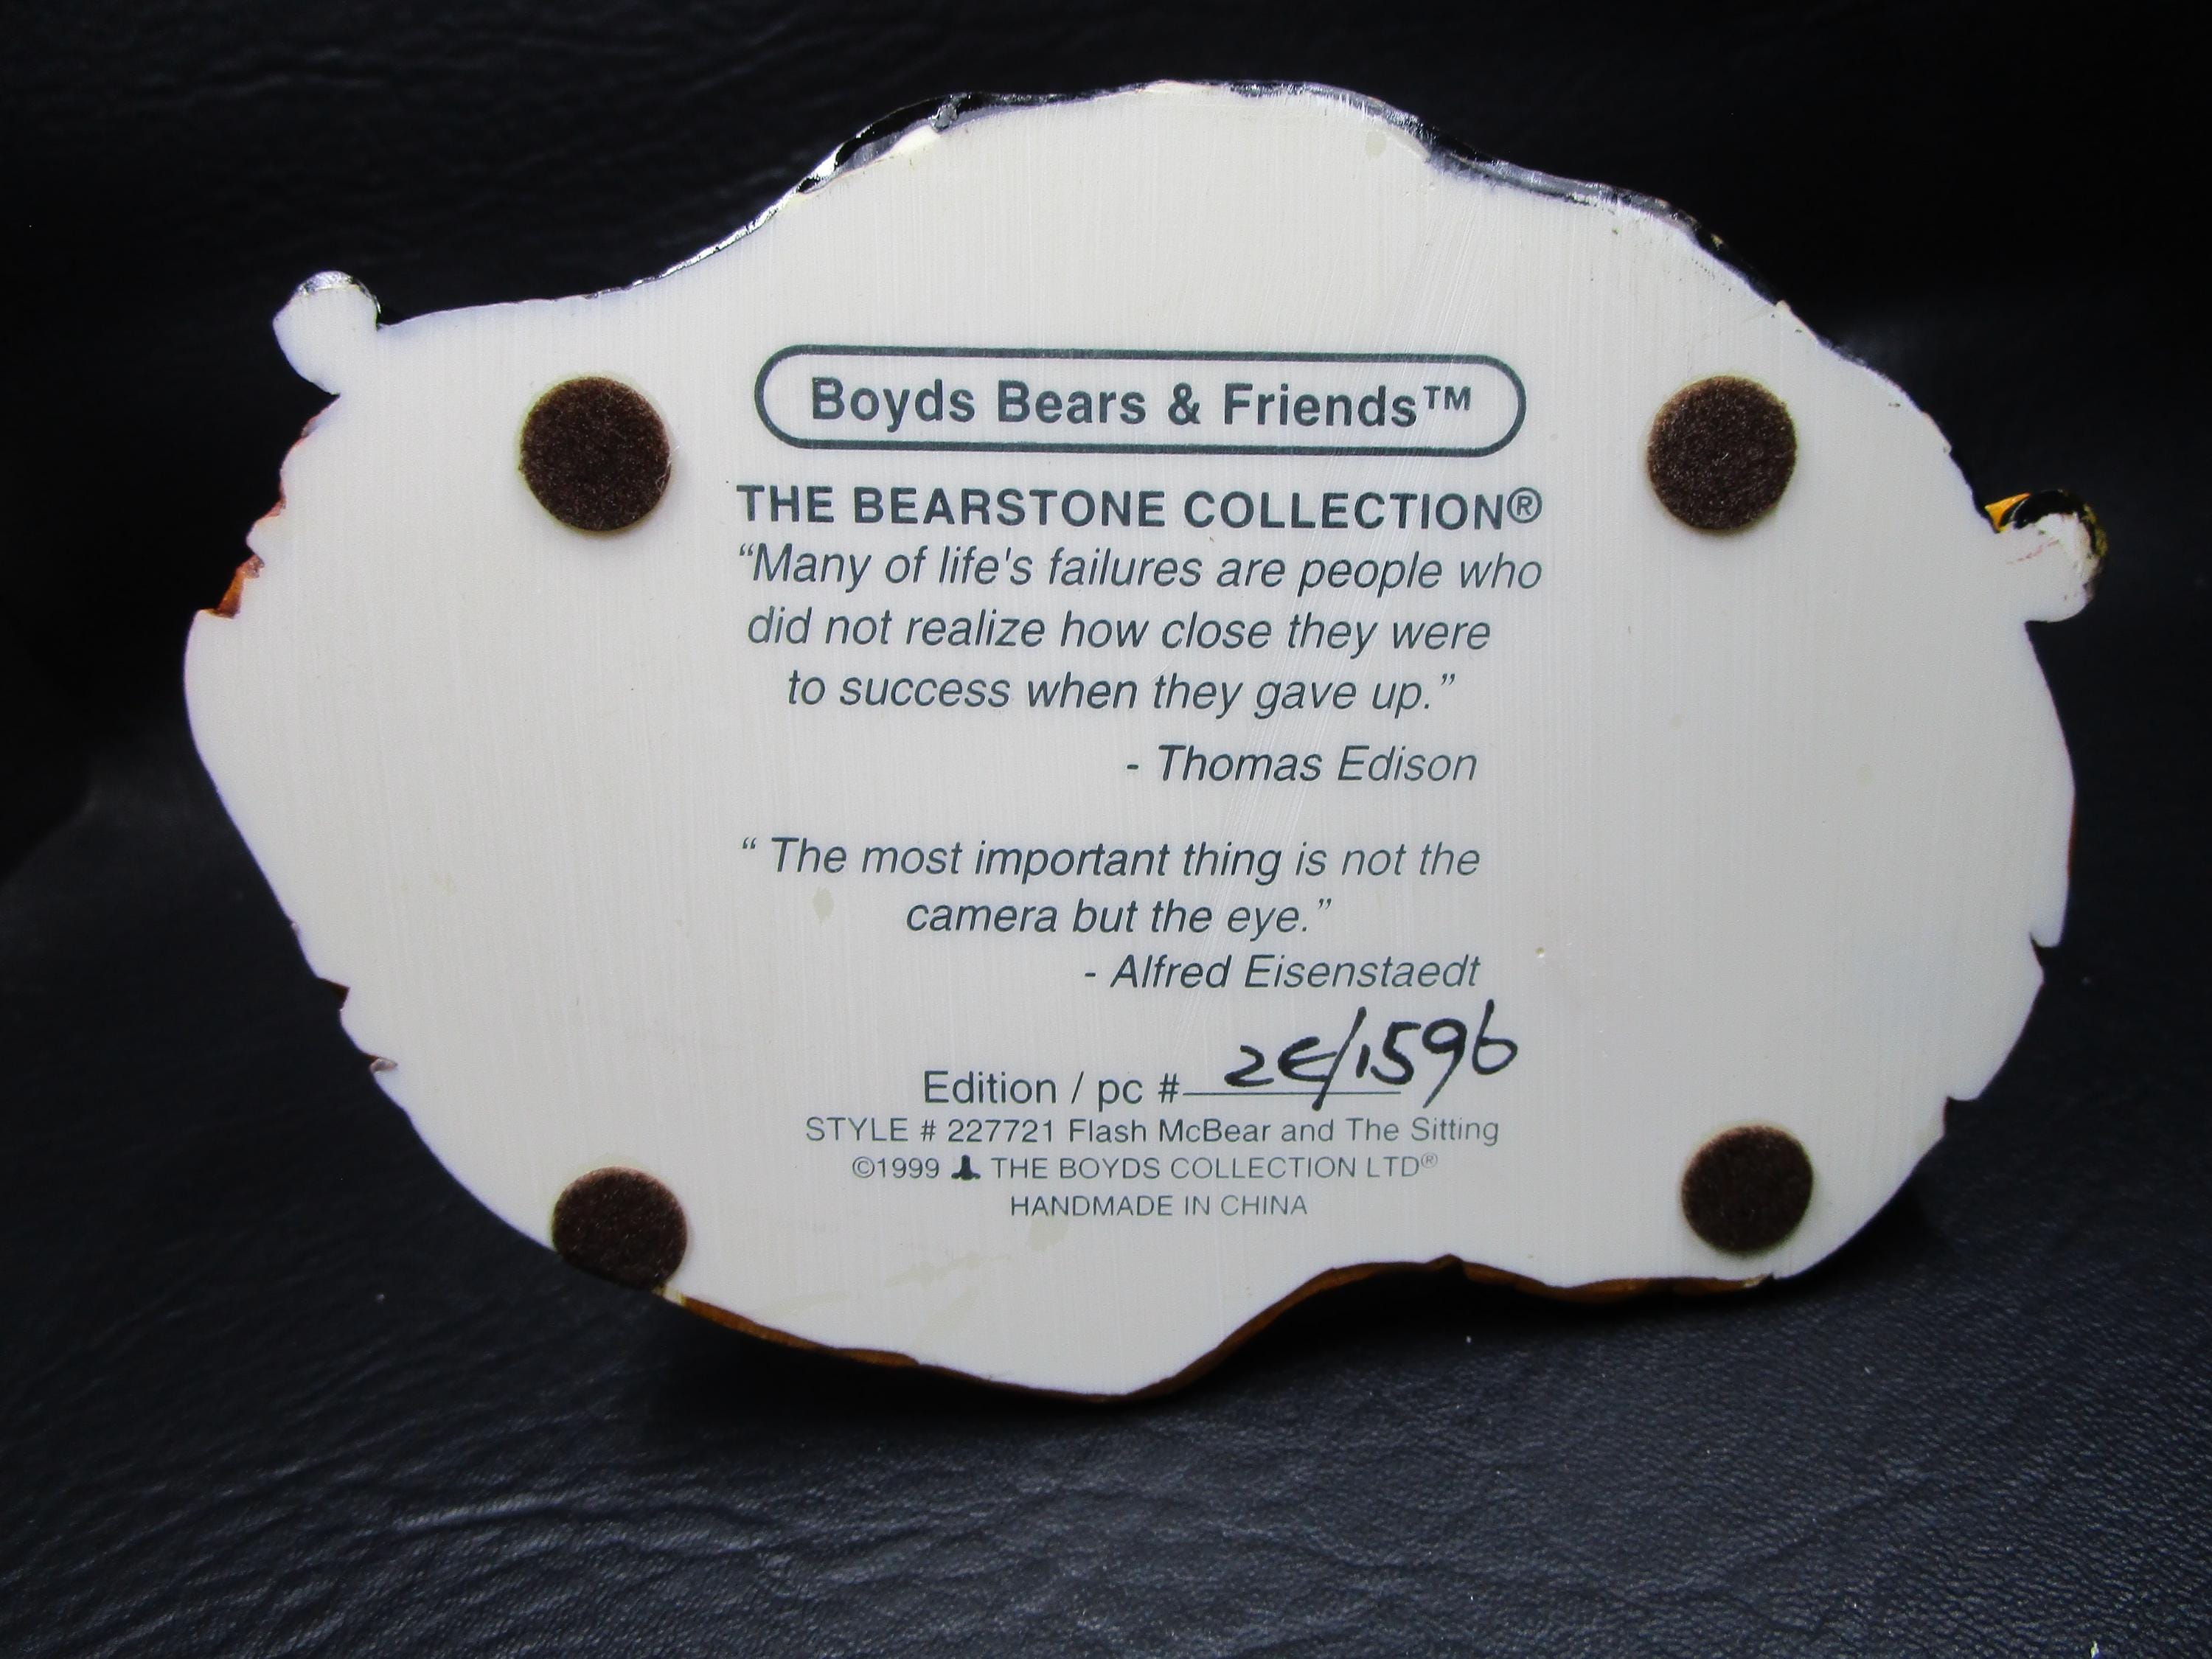 Boyds Bears & Friends™
THE BEARSTONE COLLECTION®
“Many of life's failures are people who
did not realize how close they were
to success when they gave up.”
- Thomas Edison
“ The most important thing is not the
camera but the eye.”
- Alfred Eisenstaedt
Edition / pc # 2E/1596
STYLE # 227721 Flash McBear and The Sitting
©1999 THE BOYDS COLLECTION LTD®
HANDMADE IN CHINA